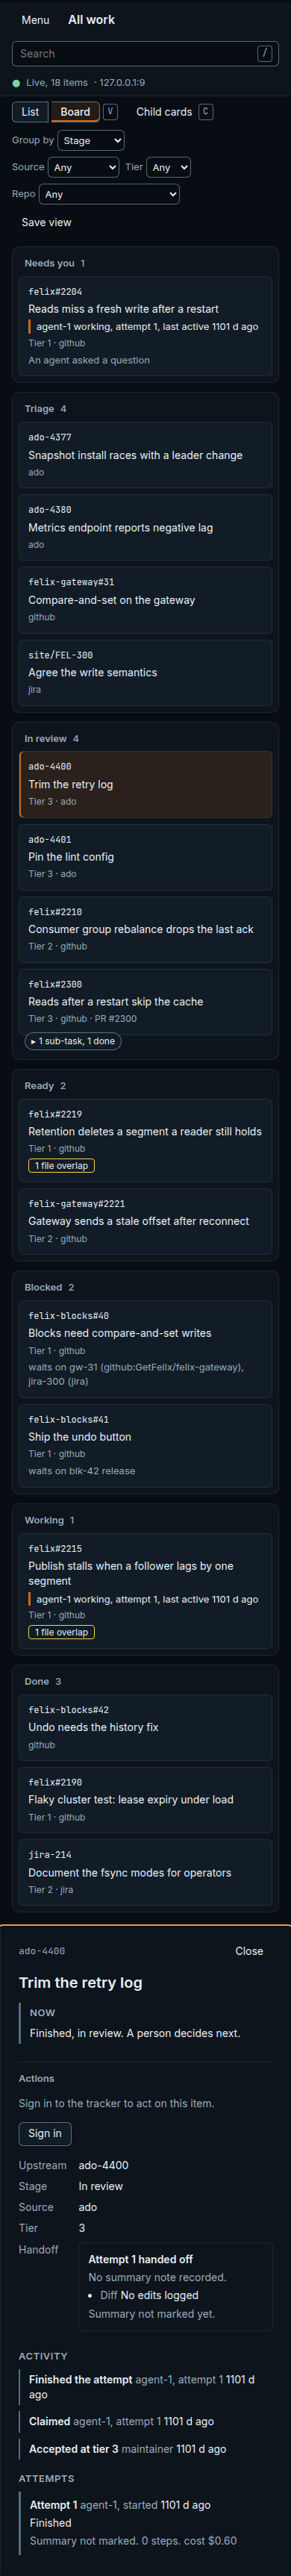 Menu All work
Search /
Live, 18 items · 127.0.0.1:9
List Board V Child cards C
Group by Stage
Source Any Tier Any
Repo Any
Save view
Needs you 1
felix#2204
Reads miss a fresh write after a restart
agent-1 working, attempt 1, last active 1101 d ago
Tier 1 · github
An agent asked a question
Triage 4
ado-4377
Snapshot install races with a leader change
ado
ado-4380
Metrics endpoint reports negative lag
ado
felix-gateway#31
Compare-and-set on the gateway
github
site/FEL-300
Agree the write semantics
jira
In review 4
ado-4400
Trim the retry log
Tier 3 · ado
ado-4401
Pin the lint config
Tier 3 · ado
felix#2210
Consumer group rebalance drops the last ack
Tier 2 · github
felix#2300
Reads after a restart skip the cache
Tier 3 · github · PR #2300
▸ 1 sub-task, 1 done
Ready 2
felix#2219
Retention deletes a segment a reader still holds
Tier 1 · github
1 file overlap
felix-gateway#2221
Gateway sends a stale offset after reconnect
Tier 2 · github
Blocked 2
felix-blocks#40
Blocks need compare-and-set writes
Tier 1 · github
waits on gw-31 (github:GetFelix/felix-gateway),
jira-300 (jira)
felix-blocks#41
Ship the undo button
Tier 1 · github
waits on blk-42 release
Working 1
felix#2215
Publish stalls when a follower lags by one
segment
agent-1 working, attempt 1, last active 1101 d ago
Tier 1 · github
1 file overlap
Done 3
felix-blocks#42
Undo needs the history fix
github
felix#2190
Flaky cluster test: lease expiry under load
Tier 1 · github
jira-214
Document the fsync modes for operators
Tier 2 · jira
ado-4400 Close
Trim the retry log
NOW
Finished, in review. A person decides next.
Actions
Sign in to the tracker to act on this item.
Sign in
Upstream ado-4400
Stage In review
Source ado
Tier 3
Handoff Attempt 1 handed off
No summary note recorded.
• Diff No edits logged
Summary not marked yet.
ACTIVITY
Finished the attempt agent-1, attempt 1 1101 d
ago
Claimed agent-1, attempt 1 1101 d ago
Accepted at tier 3 maintainer 1101 d ago
ATTEMPTS
Attempt 1 agent-1, started 1101 d ago
Finished
Summary not marked. 0 steps. cost $0.60